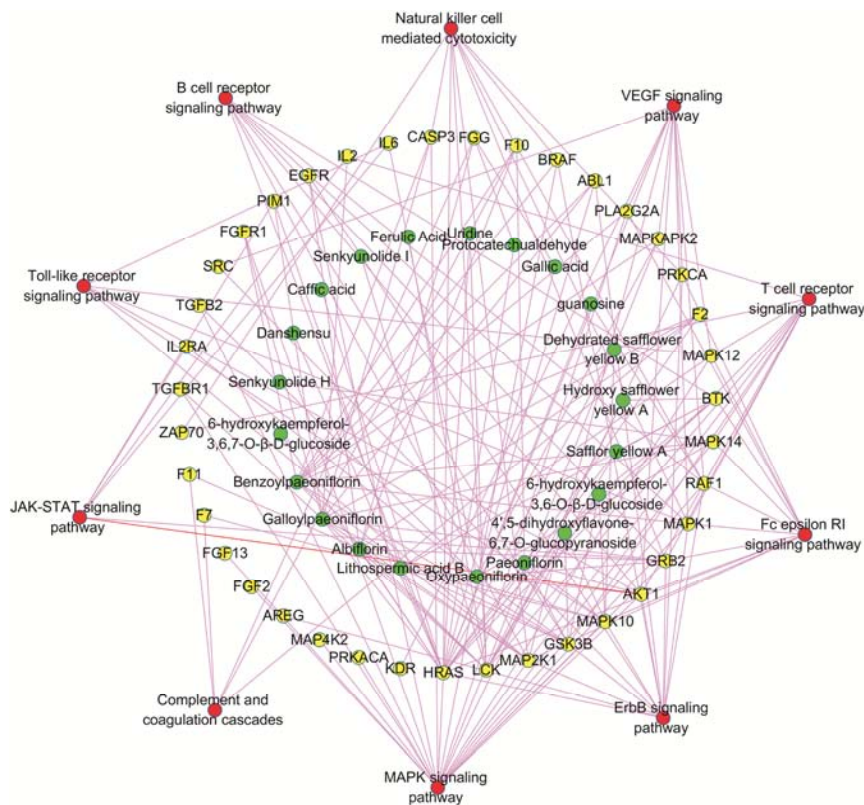 Natural killer cell
mediated cytotoxicity
B cell receptor
signaling pathway
VEGF signaling
pathway
IL6
CASP3
FGG
F10
IL2
BRAF
EGFR
ABL1
PIM1
PLA2G2A
FGFR1
MAPKAPK2
Ferulic Acid
Uridine
Protocatechualdehyde
Senkyunolide I
Gallic acid
SRC
PRKCA
Toll-like receptor
signaling pathway
Caffic acid
guanosine
T cell receptor
signaling pathway
TGFB2
F2
Danshensu
Dehydrated safflower
yellow B
IL2RA
MAPK12
Senkyunolide H
Hydroxy safflower
yellow A
TGFBR1
BTK
6-hydroxykaempferol-
3,6,7-O-β-D-glucoside
ZAP70
MAPK14
Safflor yellow A
F11
RAF1
Benzoylpaeoniflorin
6-hydroxykaempferol-
3,6-O-β-D-glucoside
JAK-STAT signaling
pathway
F7
Galloylpaeoniflorin
4',5-dihydroxyflavone-
6,7-O-glucopyranoside
MAPK1
Fc epsilon RI
signaling pathway
FGF13
Albiflorin
Paeoniflorin
GRB2
Lithospermic acid B
Oxypaeoniflorin
FGF2
AKT1
AREG
MAPK10
MAP4K2
GSK3B
PRKACA
MAP2K1
KDR
HRAS
LCK
Complement and
coagulation cascades
ErbB signaling
pathway
MAPK signaling
pathway